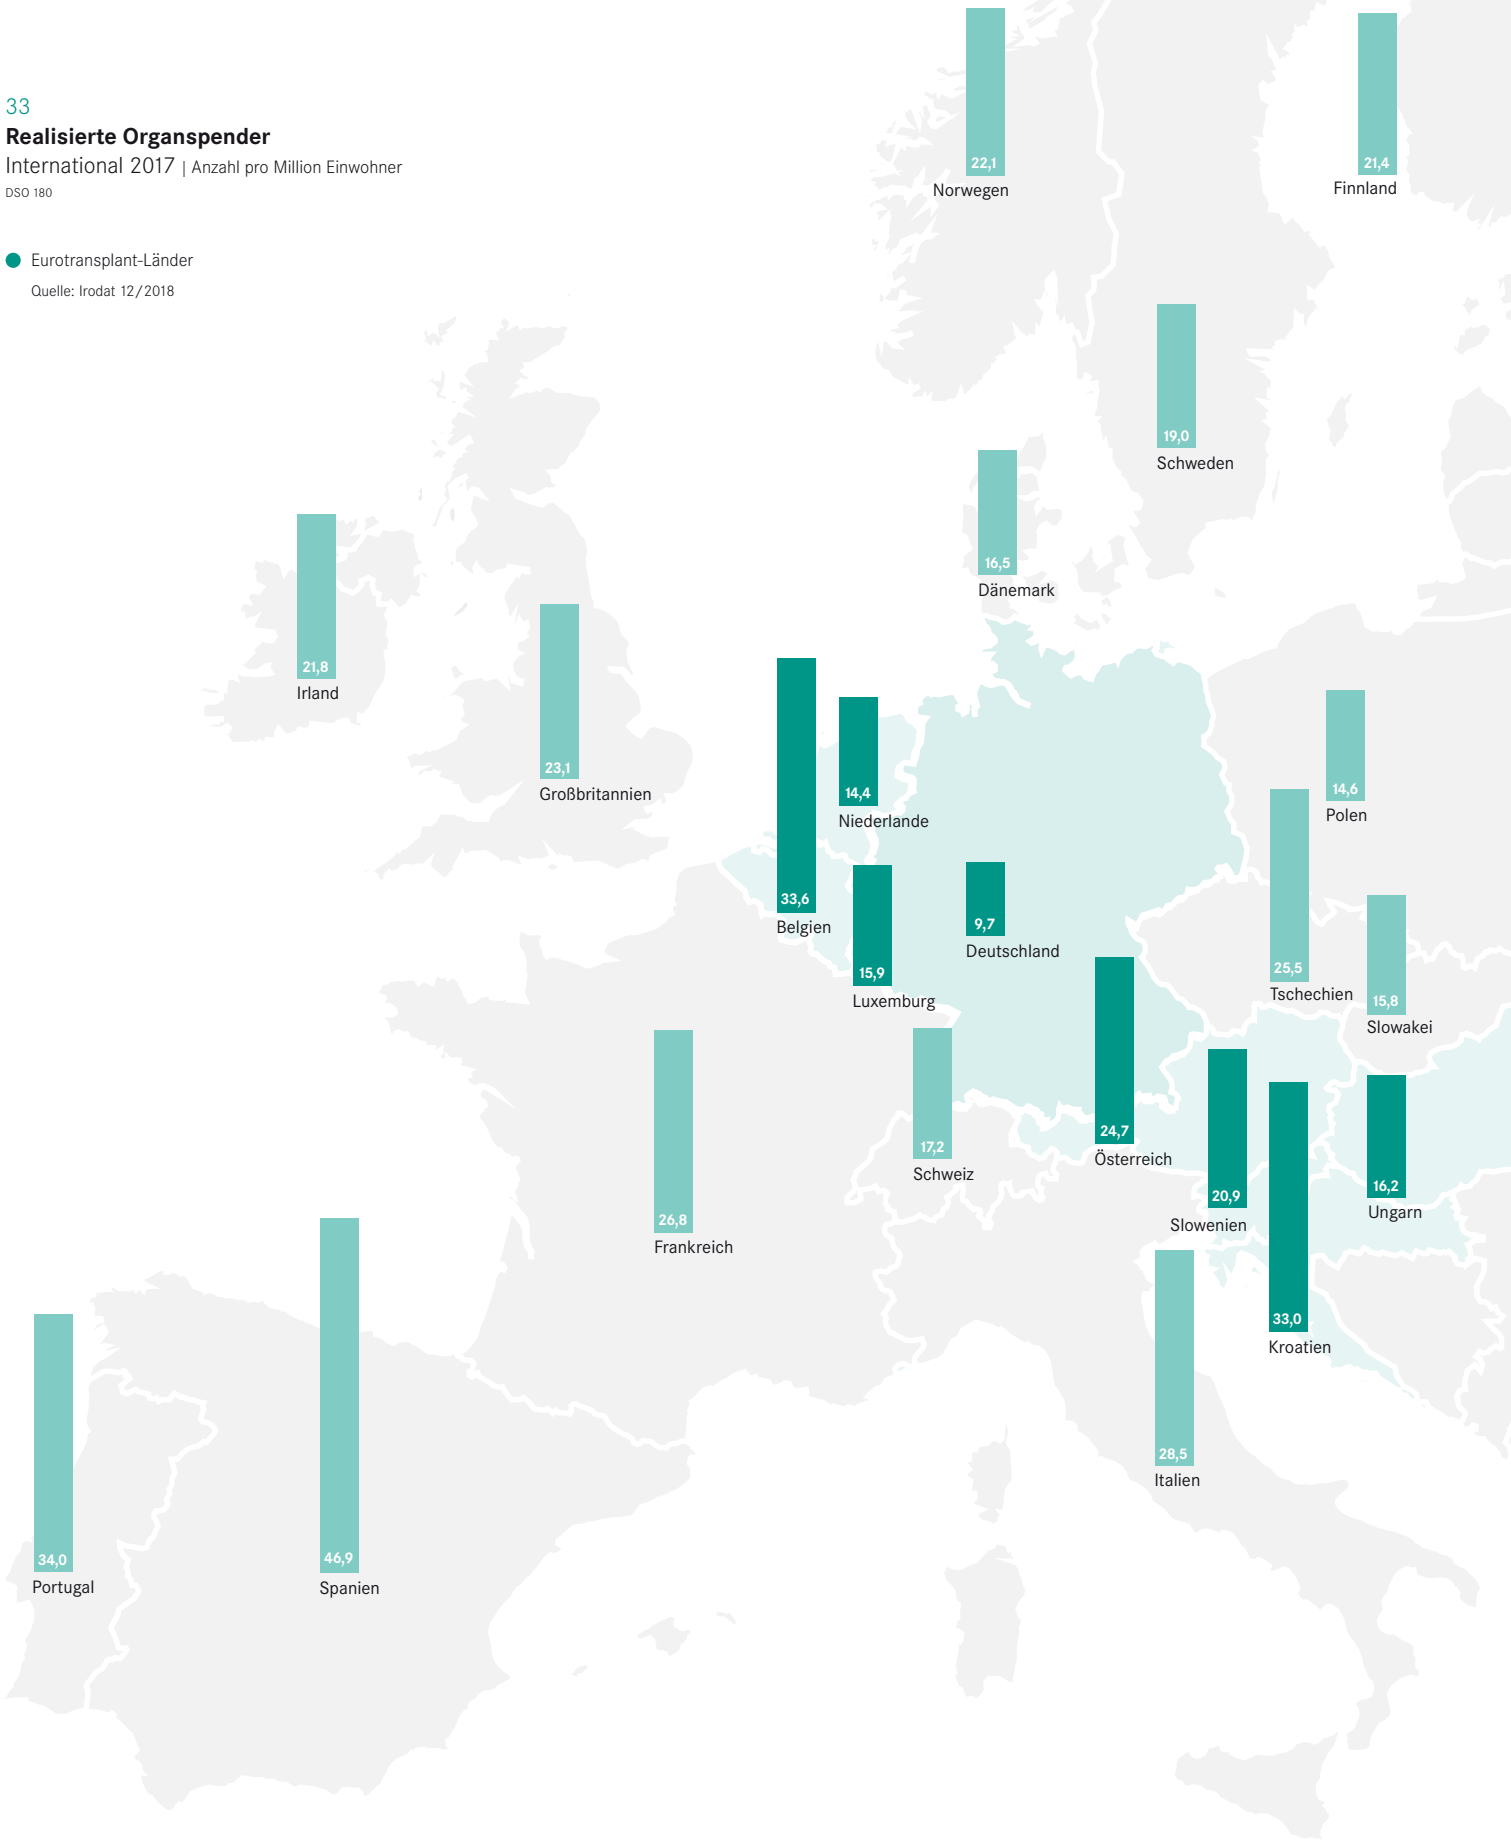 33
Realisierte Organspender
International 2017 | Anzahl pro Million Einwohner
DSO 180
Eurotransplant-Länder
Quelle: Irodat 12/2018
22,1
Norwegen
21,4
Finnland
19,0
Schweden
16,5
Dänemark
21,8
Irland
23,1
Großbritannien
14,4
Niederlande
14,6
Polen
33,6
Belgien
9,7
Deutschland
15,9
Luxemburg
25,5
Tschechien
15,8
Slowakei
24,7
Österreich
17,2
Schweiz
20,9
Slowenien
16,2
Ungarn
26,8
Frankreich
33,0
Kroatien
28,5
Italien
34,0
Portugal
46,9
Spanien